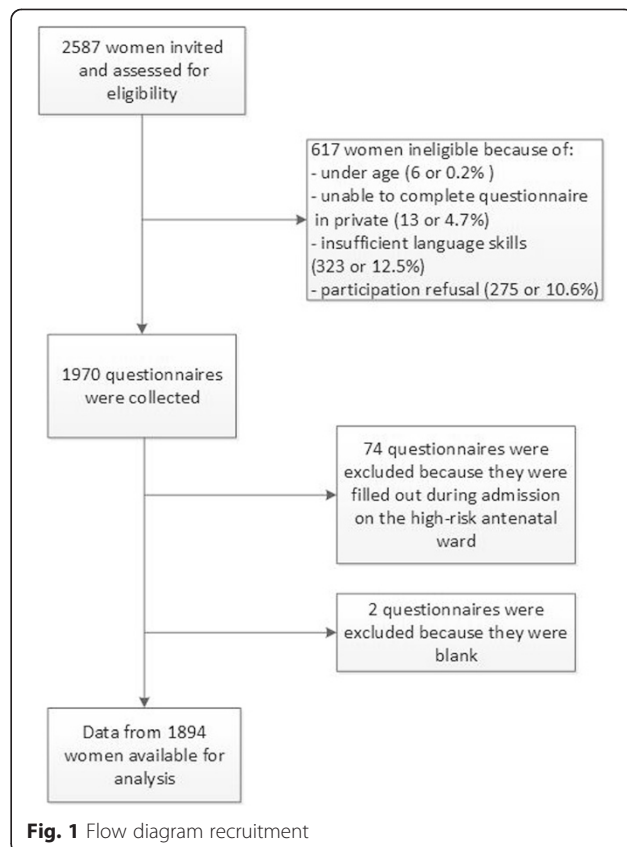 2587 women invited
and assessed for
eligibility
617 women ineligible because of:
- under age (6 or 0.2% )
- unable to complete questionnaire
in private (13 or 4.7%)
- insufficient language skills
(323 or 12.5%)
- participation refusal (275 or 10.6%)
1970 questionnaires
were collected
74 questionnaires were
excluded because they were
filled out during admission
on the high-risk antenatal
ward
2 questionnaires were
excluded because they were
blank
Data from 1894
women available for
analysis
Fig. 1 Flow diagram recruitment